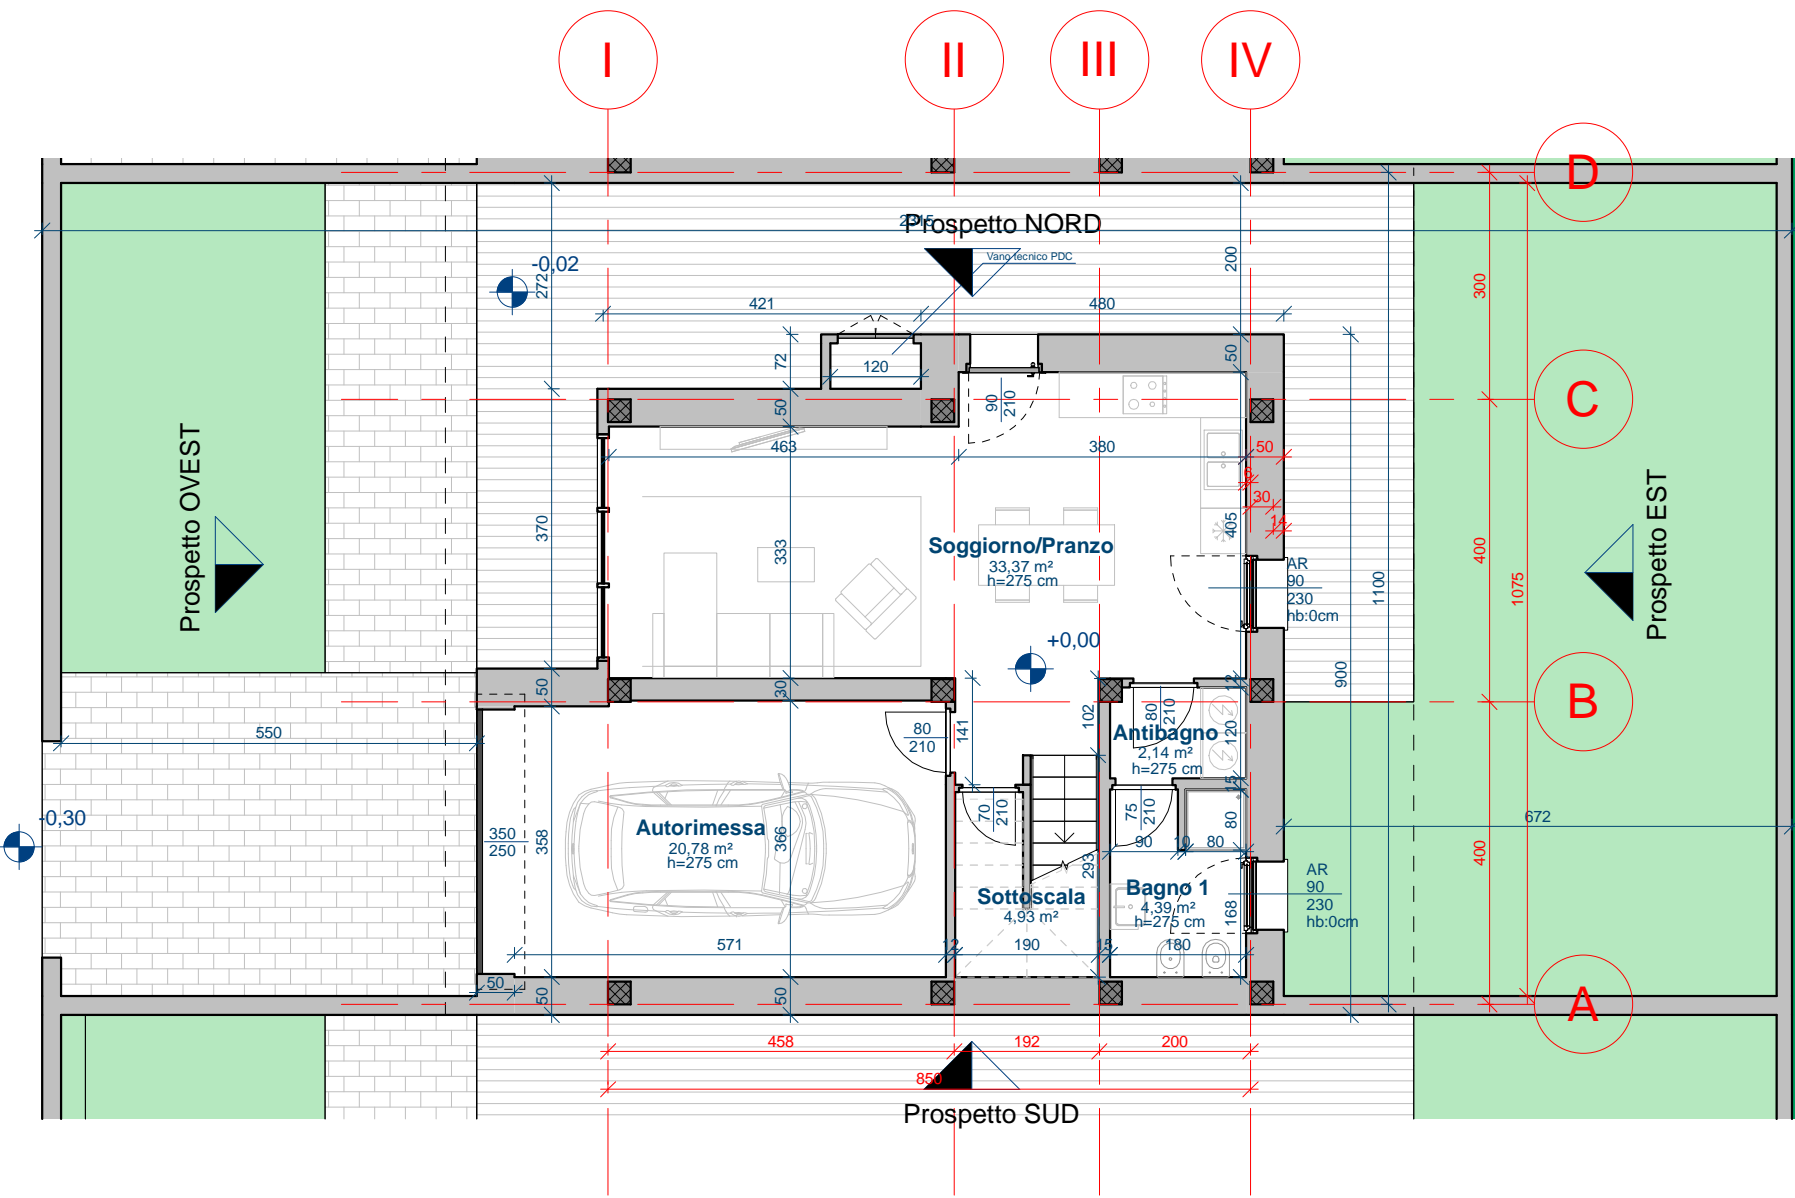 I
II
III
IV
D
Prospetto NORD
2315
Vano tecnico PDC
-0,02
272
200
421
480
300
72
120
50
50
90
210
C
463
380
50
5
30
14
405
370
333
Prospetto OVEST
Prospetto EST
Soggiorno/Pranzo
33,37 m²
h=275 cm
AR
90
230
hb:0cm
400
1100
1075
+0,00
900
50
30
12
B
141
102
80
210
80
210
Antibagno
2,14 m²
h=275 cm
120
15
550
-0,30
350
250
358
Autorimessa
20,78 m²
h=275 cm
366
70
210
75
210
90
10
80
80
293
672
400
Sottoscala
4,93 m²
Bagno 1
4,39 m²
h=275 cm
168
AR
90
230
hb:0cm
571
12
190
15
180
50
50
50
A
458
192
200
850
Prospetto SUD